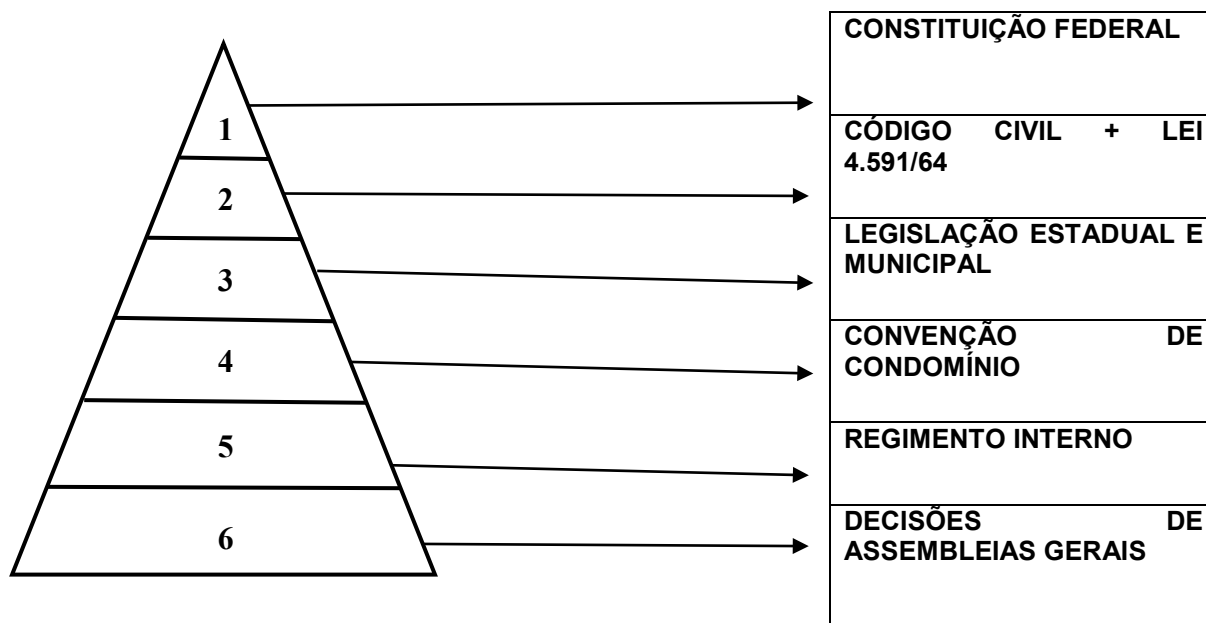 1
2
3
4
5
6
CONSTITUIÇÃO FEDERAL
CÓDIGO CIVIL + LEI
4.591/64
LEGISLAÇÃO ESTADUAL E
MUNICIPAL
CONVENÇÃO DE
CONDOMÍNIO
REGIMENTO INTERNO
DECISÕES DE
ASSEMBLEIAS GERAIS